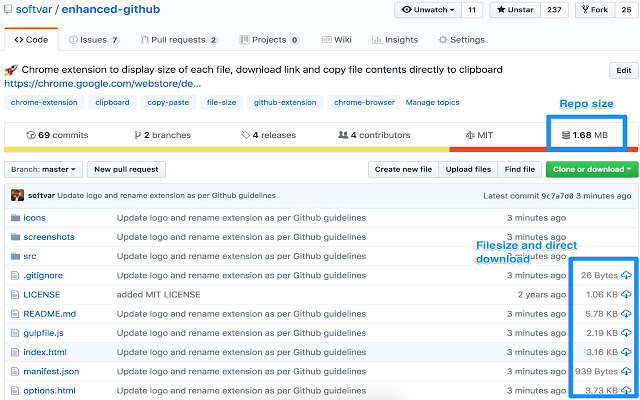 softvar / enhanced-github
Unwatch 11 Unstar 237 Fork 25
Code Issues 7 Pull requests 2 Projects 0 Wiki Insights Settings
🚀 Chrome extension to display size of each file, download link and copy file contents directly to clipboard Edit
https://chrome.google.com/webstore/de...
chrome-extension clipboard copy-paste file-size github-extension chrome-browser Manage topics
Repo size
69 commits 2 branches 4 releases 4 contributors MIT 1.68 MB
Branch: master New pull request Create new file Upload files Find file Clone or download
softvar Update logo and rename extension as per Github guidelines Latest commit 9c7a7d0 3 minutes ago
icons Update logo and rename extension as per Github guidelines 3 minutes ago
screenshots Update logo and rename extension as per Github guidelines 3 minutes ago
Filesize and direct download
src Update logo and rename extension as per Github guidelines 3 minutes ago
.gitignore Update logo and rename extension as per Github guidelines 3 minutes ago 26 Bytes
LICENSE added MIT LICENSE 2 years ago 1.06 KB
README.md Update logo and rename extension as per Github guidelines 3 minutes ago 5.78 KB
gulpfile.js Update logo and rename extension as per Github guidelines 3 minutes ago 2.19 KB
index.html Update logo and rename extension as per Github guidelines 3 minutes ago 3.16 KB
manifest.json Update logo and rename extension as per Github guidelines 3 minutes ago 939 Bytes
options.html Update logo and rename extension as per Github guidelines 3 minutes ago 3.73 KB